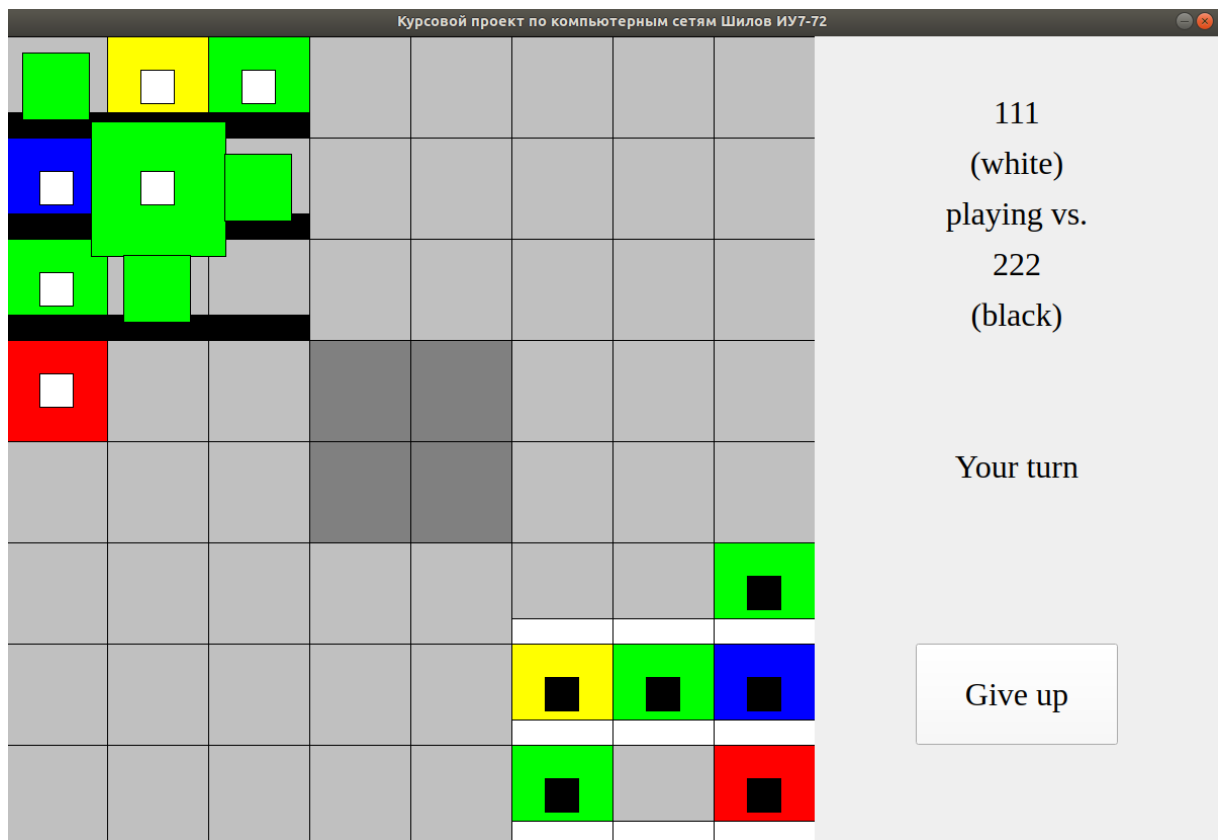 Курсовой проект по компьютерным сетям Шилов ИУ7-72
111
(white)
playing vs.
222
(black)
Your turn
Give up